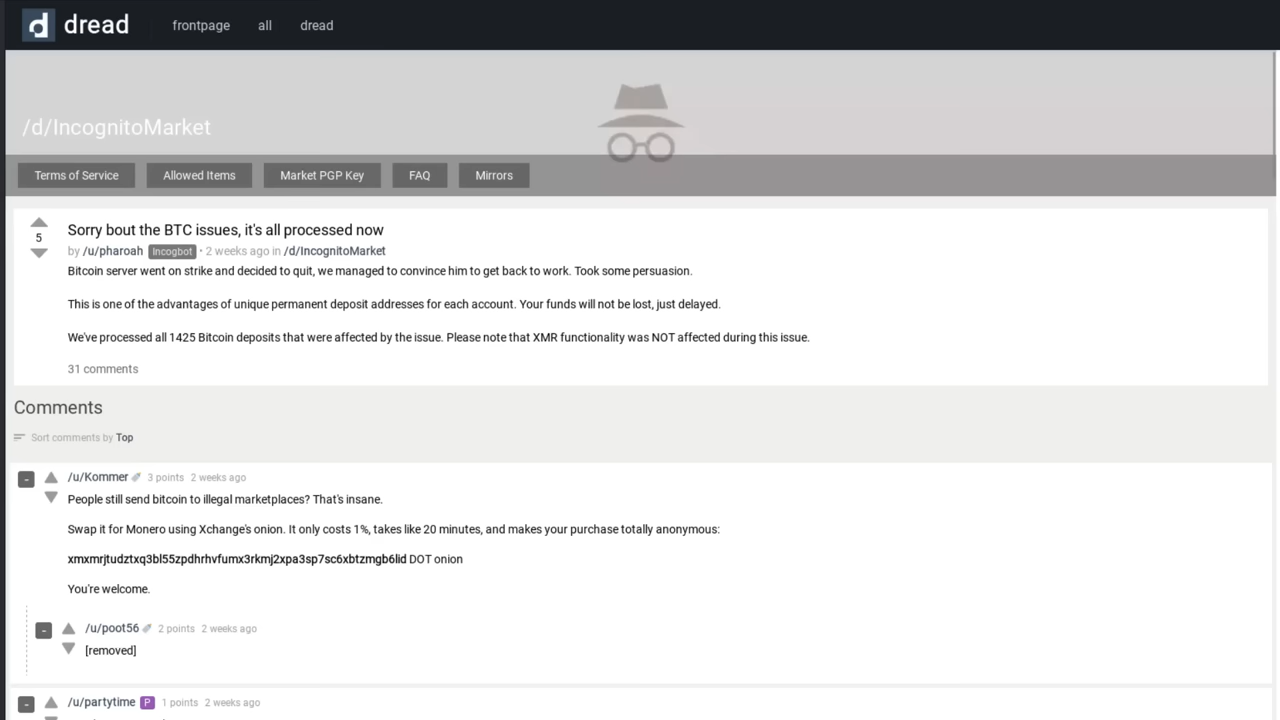 dread frontpage all dread
/d/IncognitoMarket
Terms of Service Allowed Items Market PGP Key FAQ Mirrors
Sorry bout the BTC issues, it's all processed now
5
by /u/pharoah Incogbot • 2 weeks ago in /d/IncognitoMarket
Bitcoin server went on strike and decided to quit, we managed to convince him to get back to work. Took some persuasion.
This is one of the advantages of unique permanent deposit addresses for each account. Your funds will not be lost, just delayed.
We've processed all 1425 Bitcoin deposits that were affected by the issue. Please note that XMR functionality was NOT affected during this issue.
31 comments
Comments
Sort comments by Top
- /u/Kommer 3 points 2 weeks ago
People still send bitcoin to illegal marketplaces? That's insane.
Swap it for Monero using Xchange's onion. It only costs 1%, takes like 20 minutes, and makes your purchase totally anonymous:
xmxmrjtudztxq3bl55zpdhrhvfumx3rkmj2xpa3sp7sc6xbtzmgb6lid DOT onion
You're welcome.
- /u/poot56 2 points 2 weeks ago
[removed]
- /u/partytime P 1 points 2 weeks ago